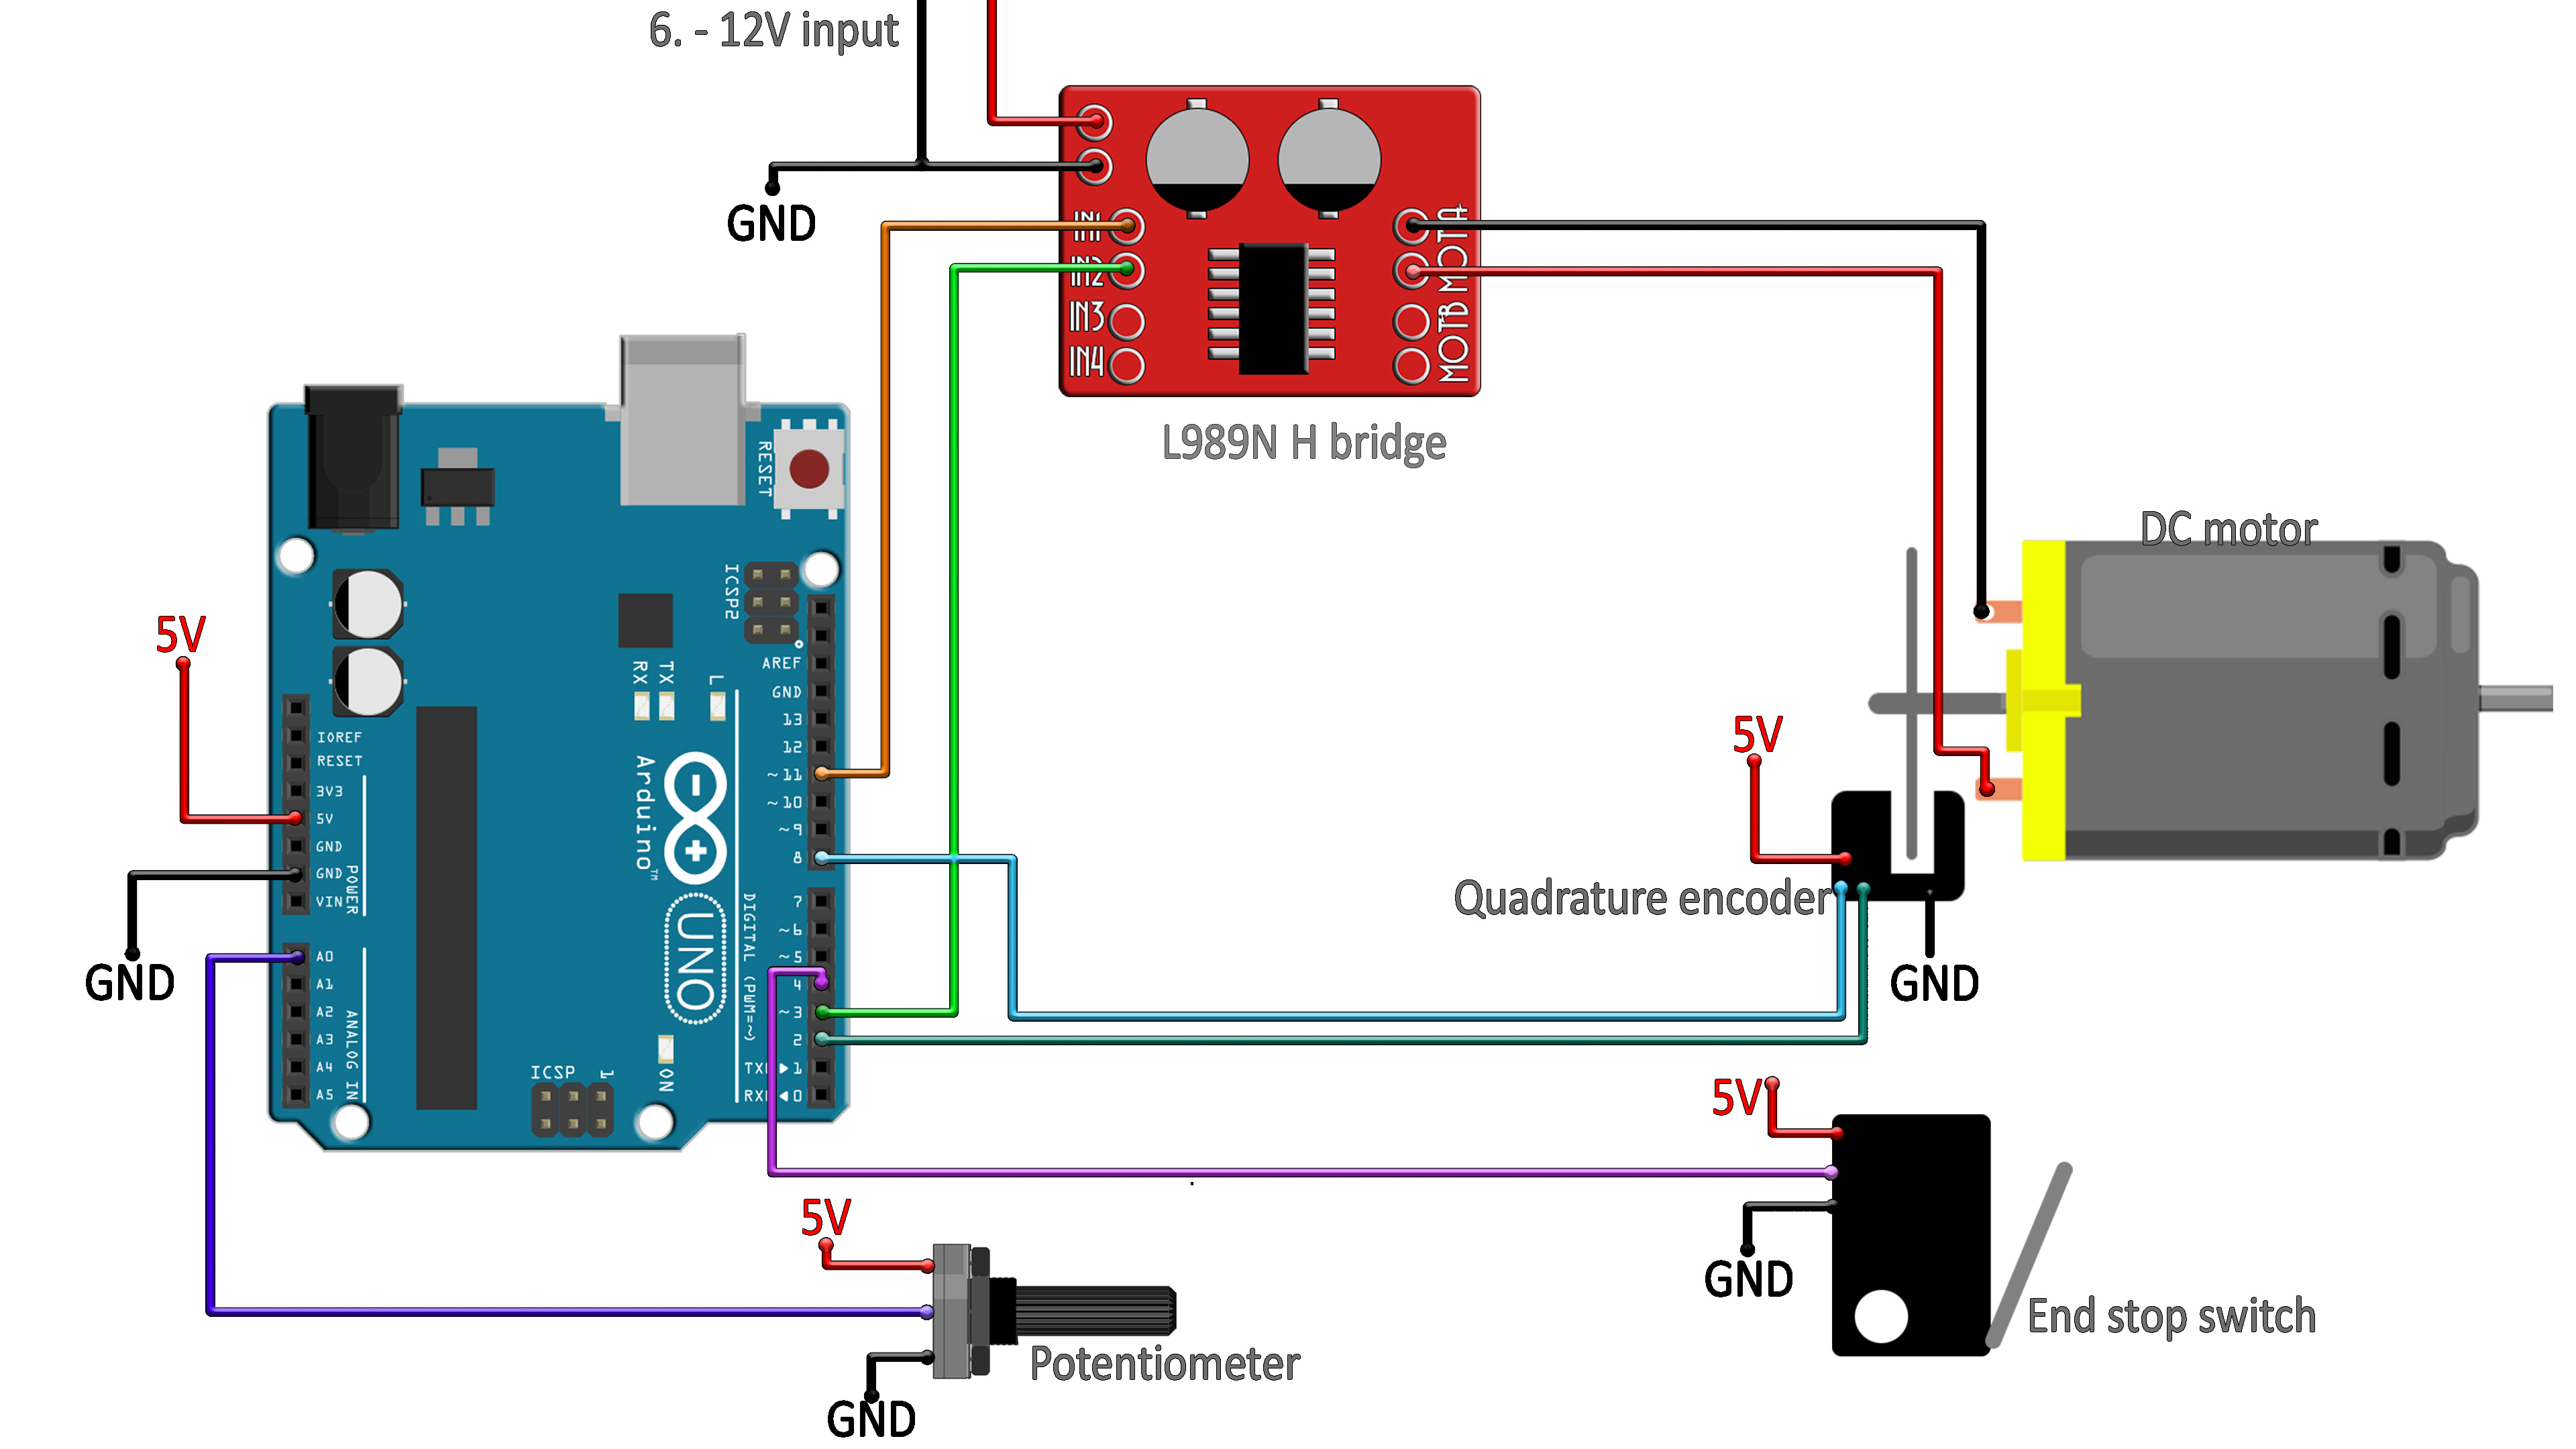 6. - 12V input
GND
IN1
IN2
IN3
IN4
MOTA
MOTB
L989N H bridge
DC motor
RESET
ICSP2
5V
RX
TX
L
AREF
GND
13
12
~11
~10
~9
8
7
~6
~5
4
~3
2
TX ▶ 1
RX ◀ 0
IOREF
RESET
3V3
5V
GND
GND
VIN
POWER
Arduino™
UNO
DIGITAL (PWM=~)
A0
A1
A2
A3
A4
A5
ANALOG IN
ICSP
1
ON
GND
5V
Quadrature encoder
GND
5V
GND
End stop switch
5V
Potentiometer
GND